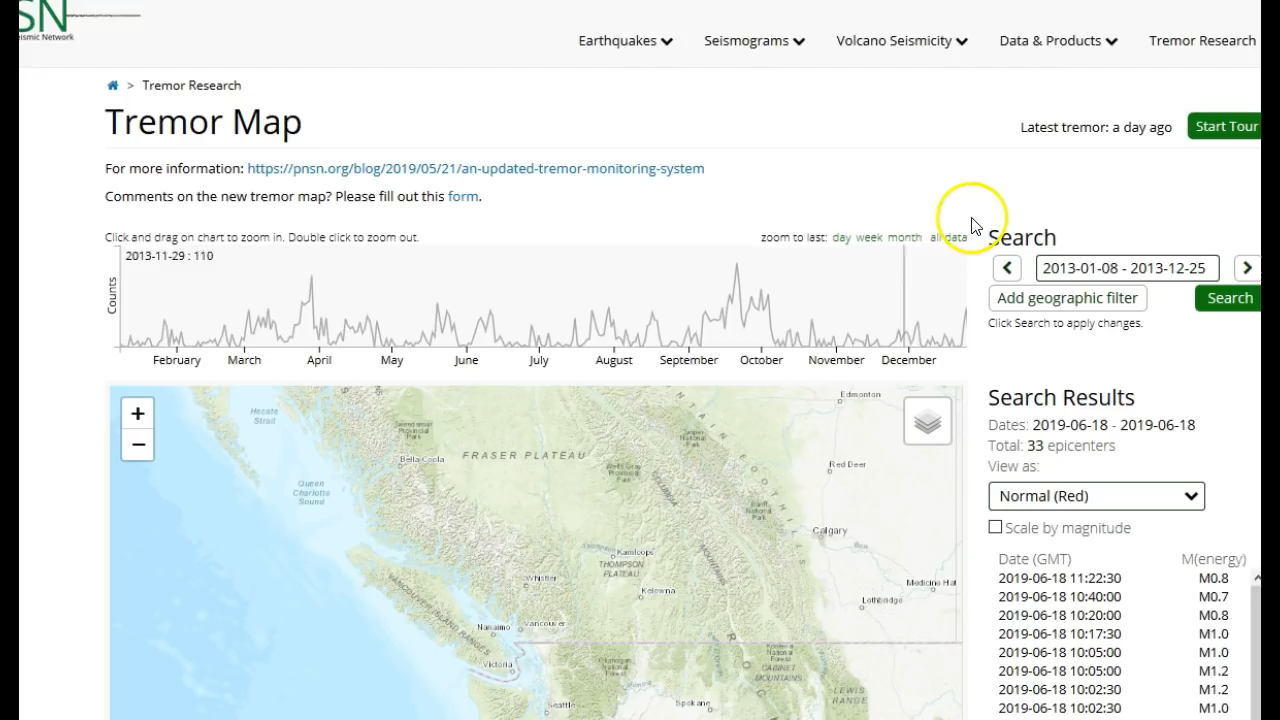 SN
eismic Network
Earthquakes Seismograms Volcano Seismicity Data & Products Tremor Research
> Tremor Research
Tremor Map
Latest tremor: a day ago Start Tour
For more information: https://pnsn.org/blog/2019/05/21/an-updated-tremor-monitoring-system
Comments on the new tremor map? Please fill out this form.
Click and drag on chart to zoom in. Double click to zoom out.
zoom to last: day week month all data
2013-11-29 : 110
Counts
February March April May June July August September October November December
Search
2013-01-08 - 2013-12-25
Add geographic filter Search
Click Search to apply changes.
+
−
Hecate
Strait
Queen
Charlotte
Sound
Bella Coola
FRASER PLATEAU
Edmonton
Red Deer
Calgary
Kamloops
THOMPSON
PLATEAU
Kelowna
Whistler
Medicine Hat
Lethbridge
Nanaimo
Vancouver
VANCOUVER ISLAND RANGES
Victoria
Seattle
Spokane
CABINET
MOUNTAINS
LEWIS
RANGE
Search Results
Dates: 2019-06-18 - 2019-06-18
Total: 33 epicenters
View as:
Normal (Red)
Scale by magnitude
Date (GMT) M(energy)
2019-06-18 11:22:30 M0.8
2019-06-18 10:40:00 M0.7
2019-06-18 10:20:00 M0.8
2019-06-18 10:17:30 M1.0
2019-06-18 10:05:00 M1.0
2019-06-18 10:05:00 M1.2
2019-06-18 10:02:30 M1.2
2019-06-18 10:02:30 M1.0